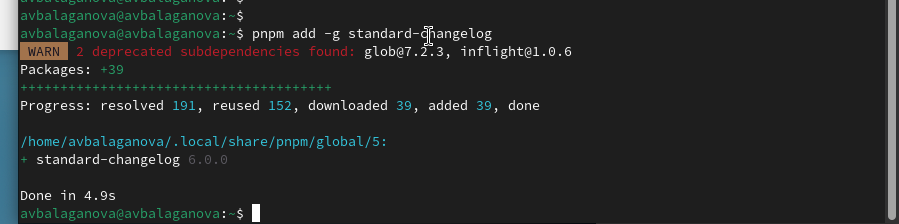 avbalaganova@avbalaganova:~$
avbalaganova@avbalaganova:~$
avbalaganova@avbalaganova:~$ pnpm add -g standard-changelog
WARN 2 deprecated subdependencies found: glob@7.2.3, inflight@1.0.6
Packages: +39
+++++++++++++++++++++++++++++++++++++++
Progress: resolved 191, reused 152, downloaded 39, added 39, done
/home/avbalaganova/.local/share/pnpm/global/5:
+ standard-changelog 6.0.0
Done in 4.9s
avbalaganova@avbalaganova:~$